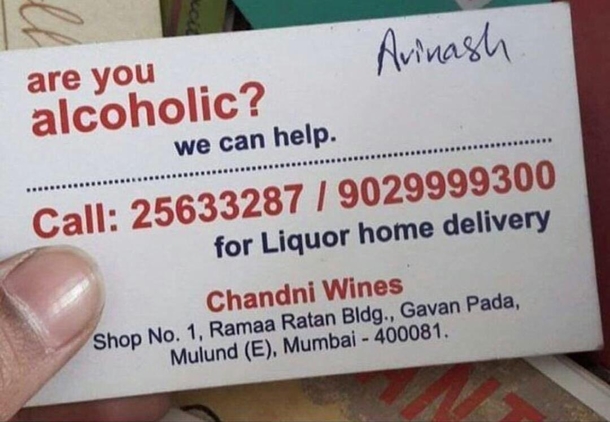 Avinash
are you
alcoholic?
we can help.
Call: 25633287 / 9029999300
for Liquor home delivery
Chandni Wines
Shop No. 1, Ramaa Ratan Bldg., Gavan Pada,
Mulund (E), Mumbai - 400081.